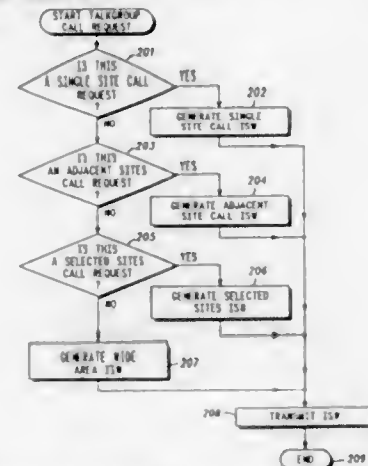 START TALKGROUP
CALL REQUEST
201
IS THIS
A SINGLE SITE CALL
REQUEST
?
YES
202
GENERATE SINGLE
SITE CALL ISW
NO
203
IS THIS
AN ADJACENT SITES
CALL REQUEST
?
YES
204
GENERATE ADJACENT
SITE CALL ISW
NO
205
IS THIS
A SELECTED SITES
CALL REQUEST
?
YES
206
GENERATE SELECTED
SITES ISW
NO
GENERATE WIDE
AREA ISW
207
208
TRANSMIT ISW
END
209